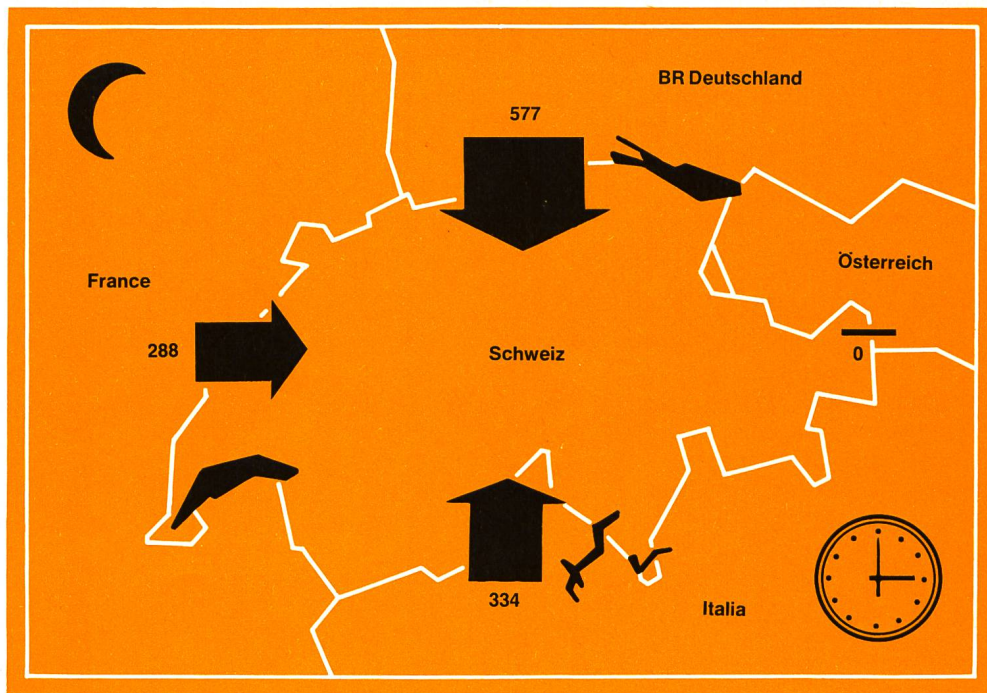 BR Deutschland
577
Österreich
France
288
Schweiz
0
334
Italia